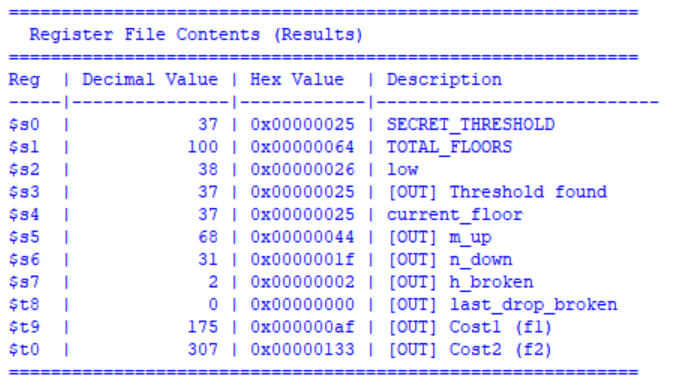 ============================================================
  Register File Contents (Results)
============================================================
Reg  | Decimal Value | Hex Value  | Description
-----|---------------|------------|---------------------------
$s0  |            37 | 0x00000025 | SECRET_THRESHOLD
$s1  |           100 | 0x00000064 | TOTAL_FLOORS
$s2  |            38 | 0x00000026 | low
$s3  |            37 | 0x00000025 | [OUT] Threshold found
$s4  |            37 | 0x00000025 | current_floor
$s5  |            68 | 0x00000044 | [OUT] m_up
$s6  |            31 | 0x0000001f | [OUT] n_down
$s7  |             2 | 0x00000002 | [OUT] h_broken
$t8  |             0 | 0x00000000 | [OUT] last_drop_broken
$t9  |           175 | 0x000000af | [OUT] Cost1 (f1)
$t0  |           307 | 0x00000133 | [OUT] Cost2 (f2)
============================================================